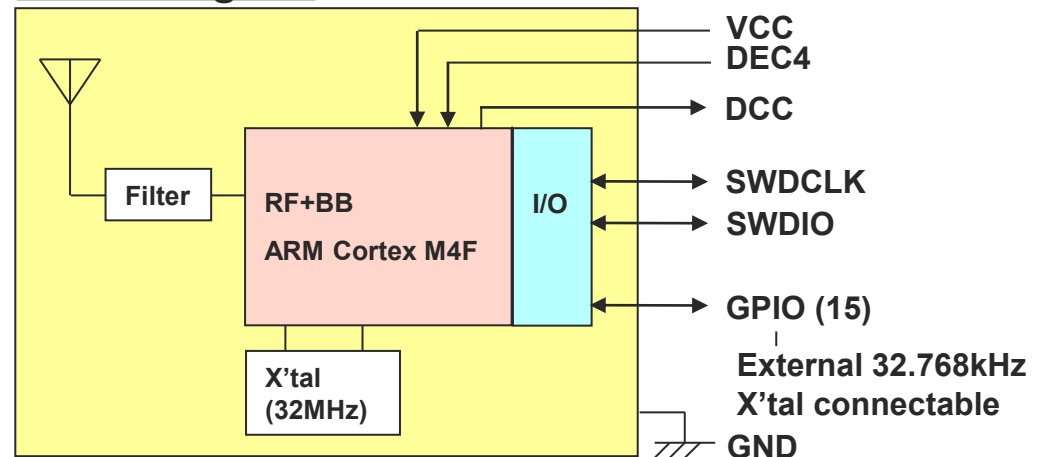 VCC
DEC4
DCC
Filter
RF+BB
ARM Cortex M4F
I/O
SWDCLK
SWDIO
GPIO (15)
External 32.768kHz
X'tal connectable
X'tal
(32MHz)
GND